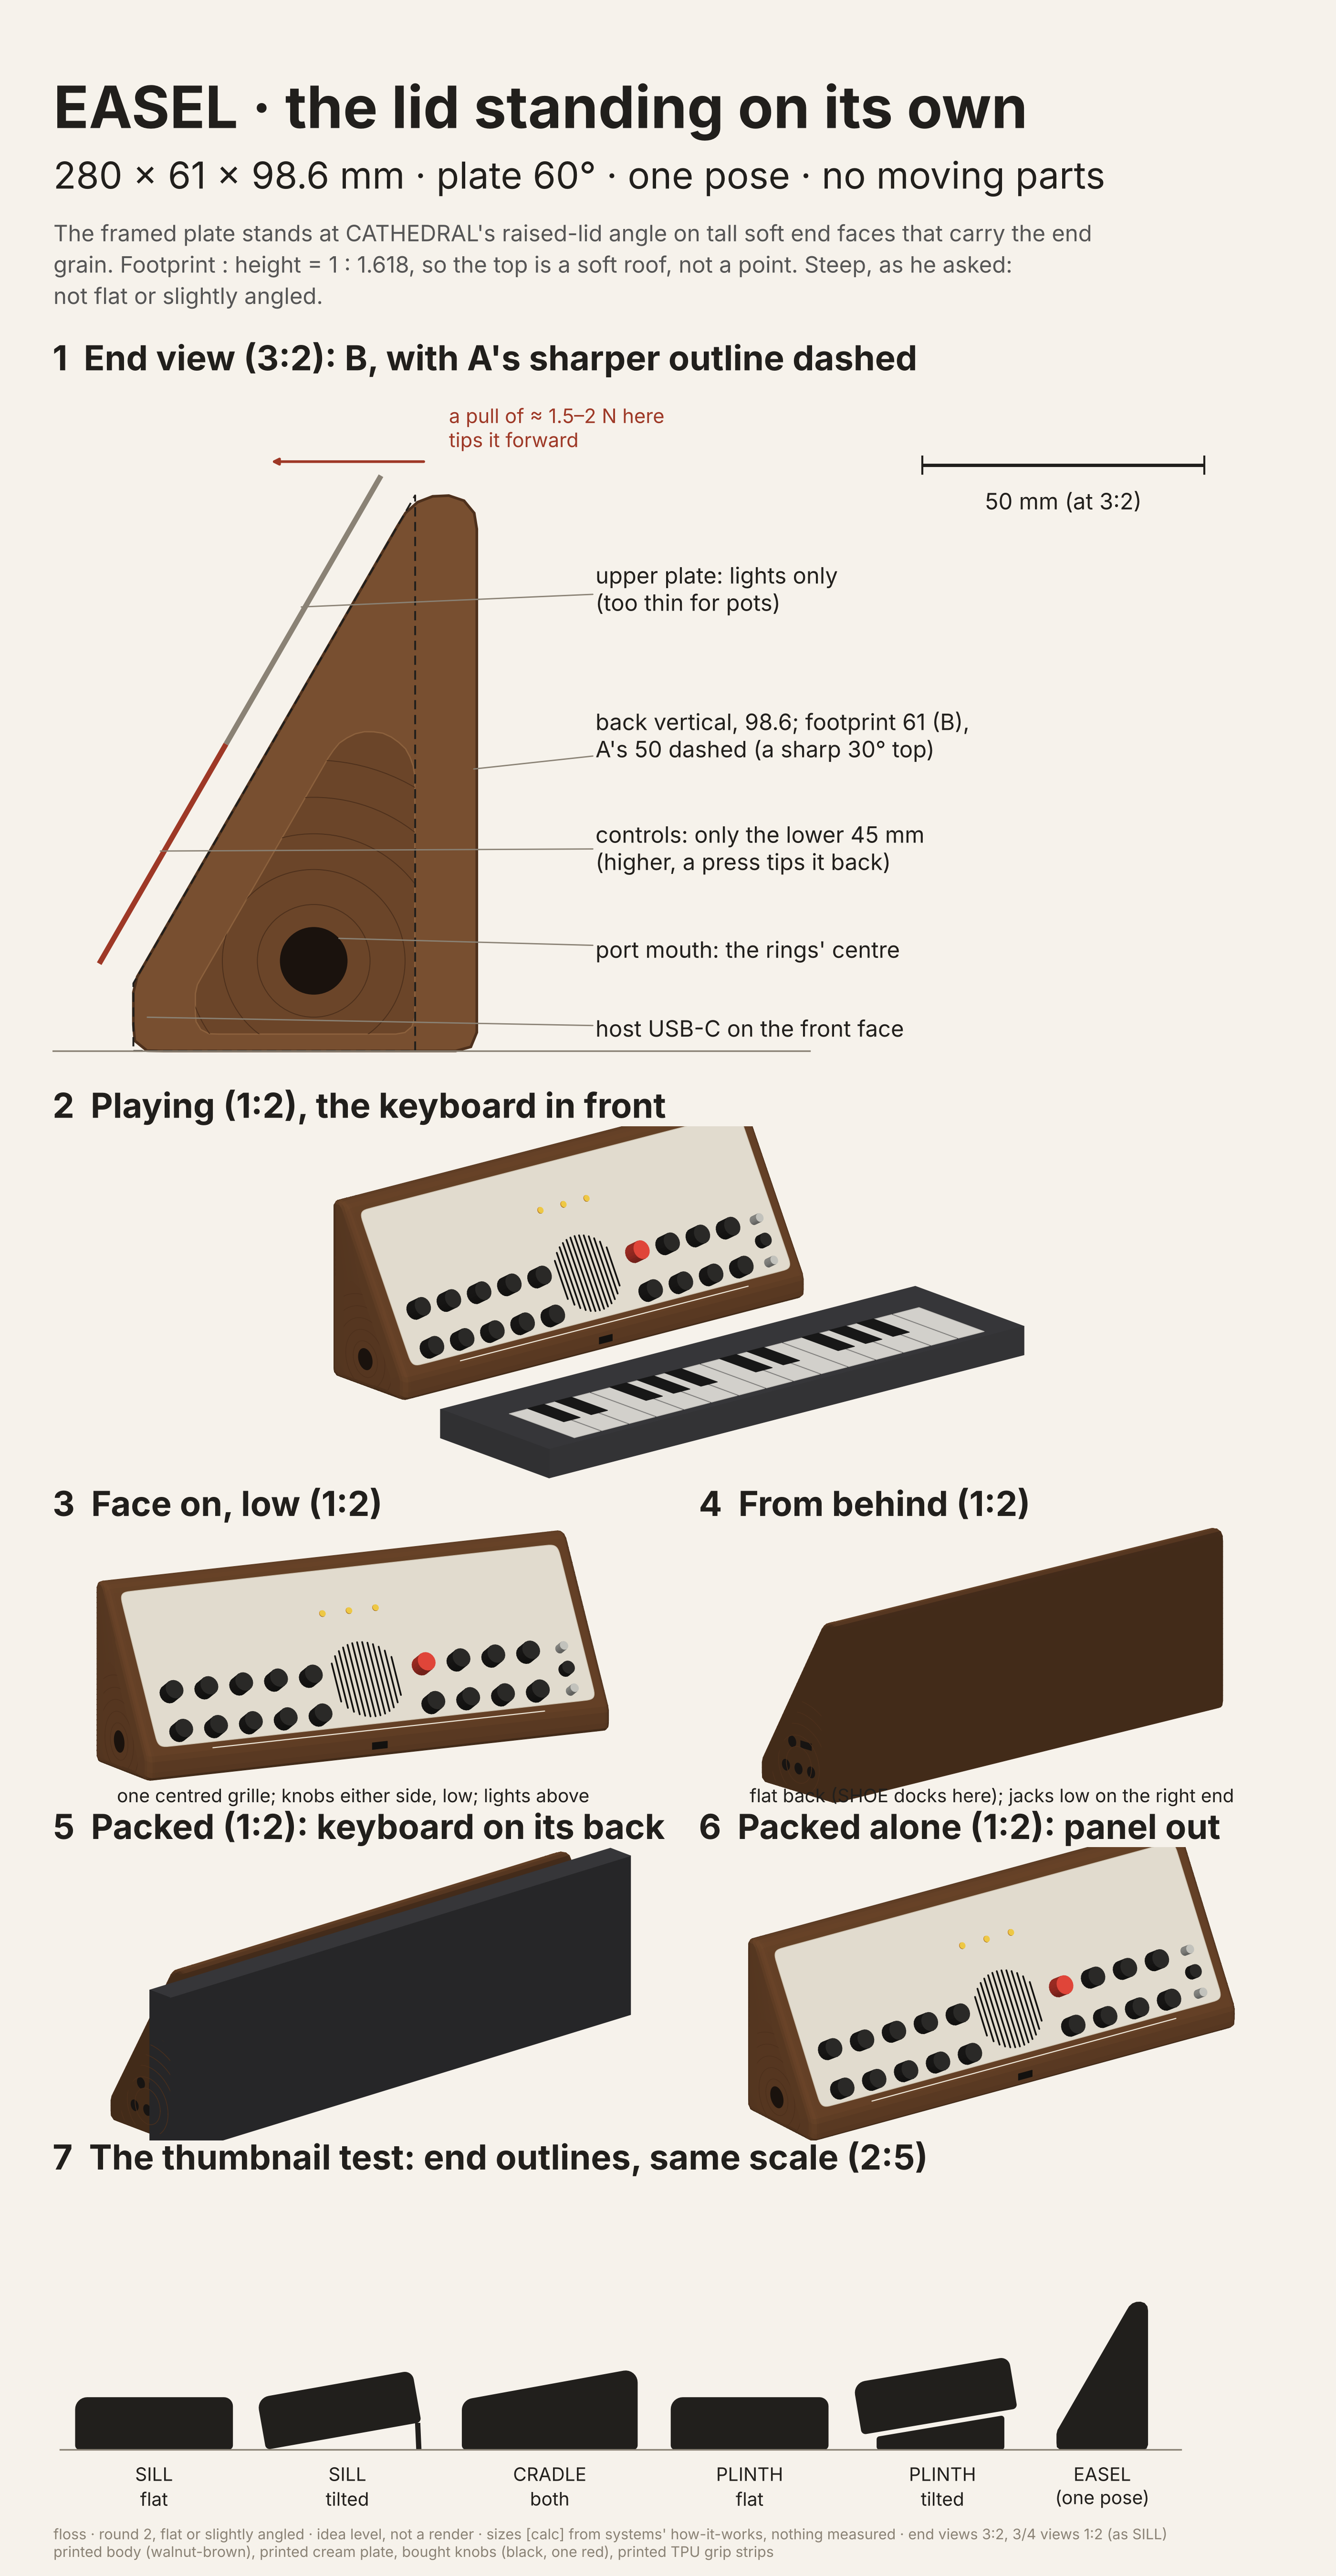 EASEL · the lid standing on its own
280 × 61 × 98.6 mm · plate 60° · one pose · no moving parts
The framed plate stands at CATHEDRAL's raised-lid angle on tall soft end faces that carry the end
grain. Footprint : height = 1 : 1.618, so the top is a soft roof, not a point. Steep, as he asked:
not flat or slightly angled.
1 End view (3:2): B, with A's sharper outline dashed
a pull of ≈ 1.5–2 N here
tips it forward
50 mm (at 3:2)
upper plate: lights only
(too thin for pots)
back vertical, 98.6; footprint 61 (B),
A's 50 dashed (a sharp 30° top)
controls: only the lower 45 mm
(higher, a press tips it back)
port mouth: the rings' centre
host USB-C on the front face
2 Playing (1:2), the keyboard in front
3 Face on, low (1:2)
4 From behind (1:2)
one centred grille; knobs either side, low; lights above
flat back (SHOE docks here); jacks low on the right end
5 Packed (1:2): keyboard on its back
6 Packed alone (1:2): panel out
7 The thumbnail test: end outlines, same scale (2:5)
SILL
flat
SILL
tilted
CRADLE
both
PLINTH
flat
PLINTH
tilted
EASEL
(one pose)
floss · round 2, flat or slightly angled · idea level, not a render · sizes [calc] from systems' how-it-works, nothing measured · end views 3:2, 3/4 views 1:2 (as SILL)
printed body (walnut-brown), printed cream plate, bought knobs (black, one red), printed TPU grip strips